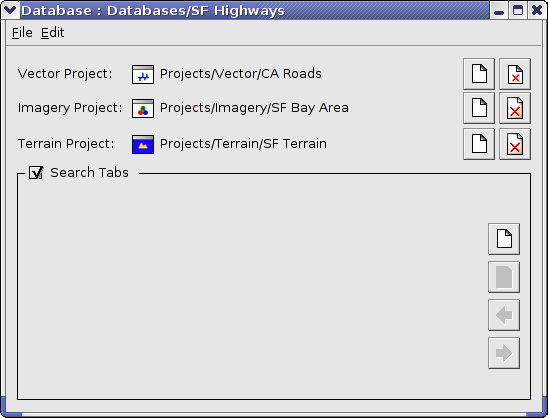 Database : Databases/SF Highways
File Edit
Vector Project: Projects/Vector/CA Roads
Imagery Project: Projects/Imagery/SF Bay Area
Terrain Project: Projects/Terrain/SF Terrain
Search Tabs